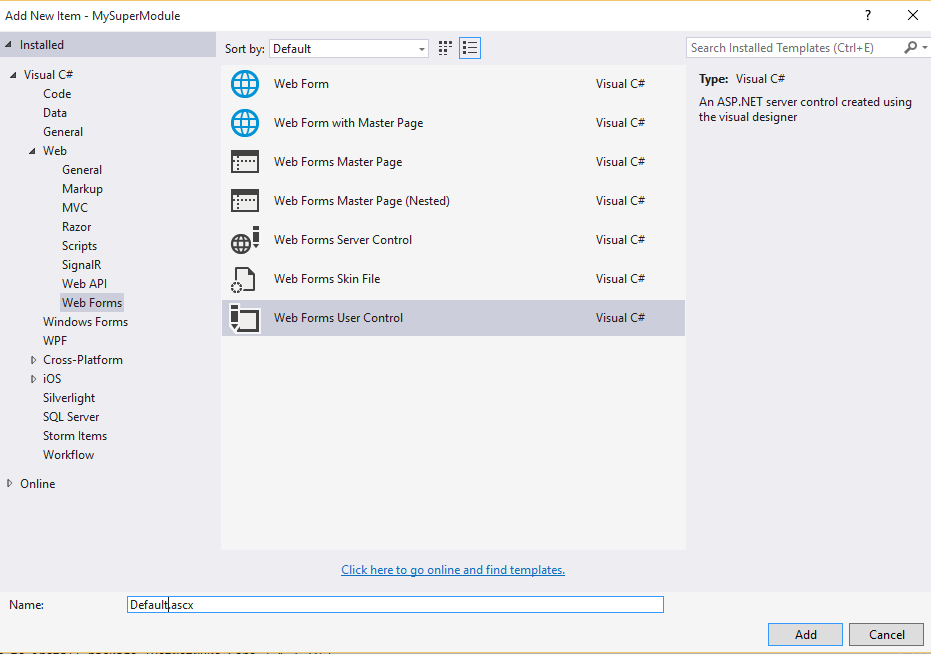 Add New Item - MySuperModule
?
Installed
Sort by: Default
Search Installed Templates (Ctrl+E)
Visual C#
Code
Data
General
Web
General
Markup
MVC
Razor
Scripts
SignalR
Web API
Web Forms
Windows Forms
WPF
Cross-Platform
iOS
Silverlight
SQL Server
Storm Items
Workflow
Online
Web Form Visual C#
Web Form with Master Page Visual C#
Web Forms Master Page Visual C#
Web Forms Master Page (Nested) Visual C#
Web Forms Server Control Visual C#
Web Forms Skin File Visual C#
Web Forms User Control Visual C#
Type: Visual C#
An ASP.NET server control created using
the visual designer
Click here to go online and find templates.
Name: Default.ascx
Add Cancel